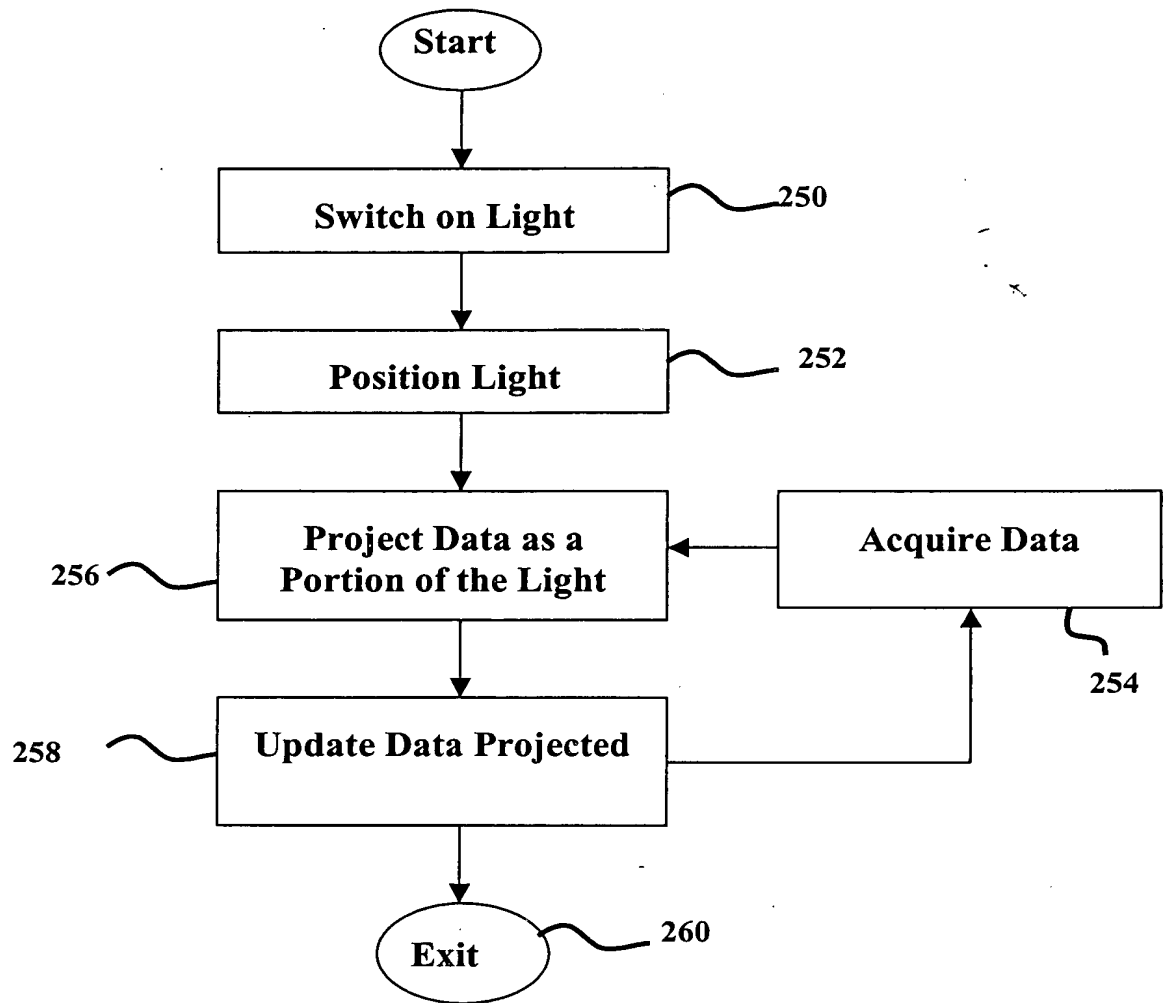 Start
Switch on Light
250
Position Light
252
Project Data as a
Portion of the Light
256
Acquire Data
254
Update Data Projected
258
Exit
260